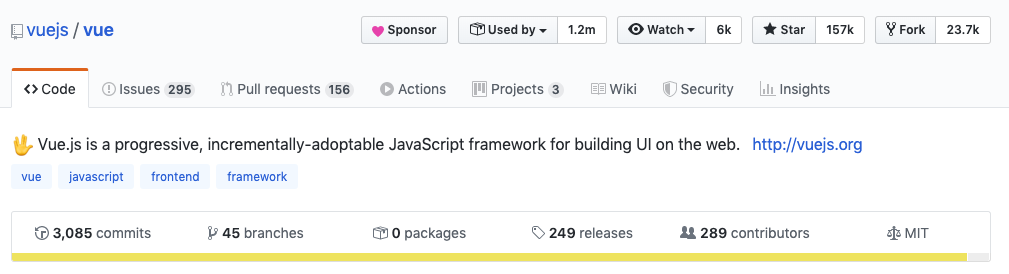 vuejs / vue Sponsor Used by 1.2m Watch 6k Star 157k Fork 23.7k
Code Issues 295 Pull requests 156 Actions Projects 3 Wiki Security Insights
🖖 Vue.js is a progressive, incrementally-adoptable JavaScript framework for building UI on the web. http://vuejs.org
vue javascript frontend framework
3,085 commits 45 branches 0 packages 249 releases 289 contributors MIT